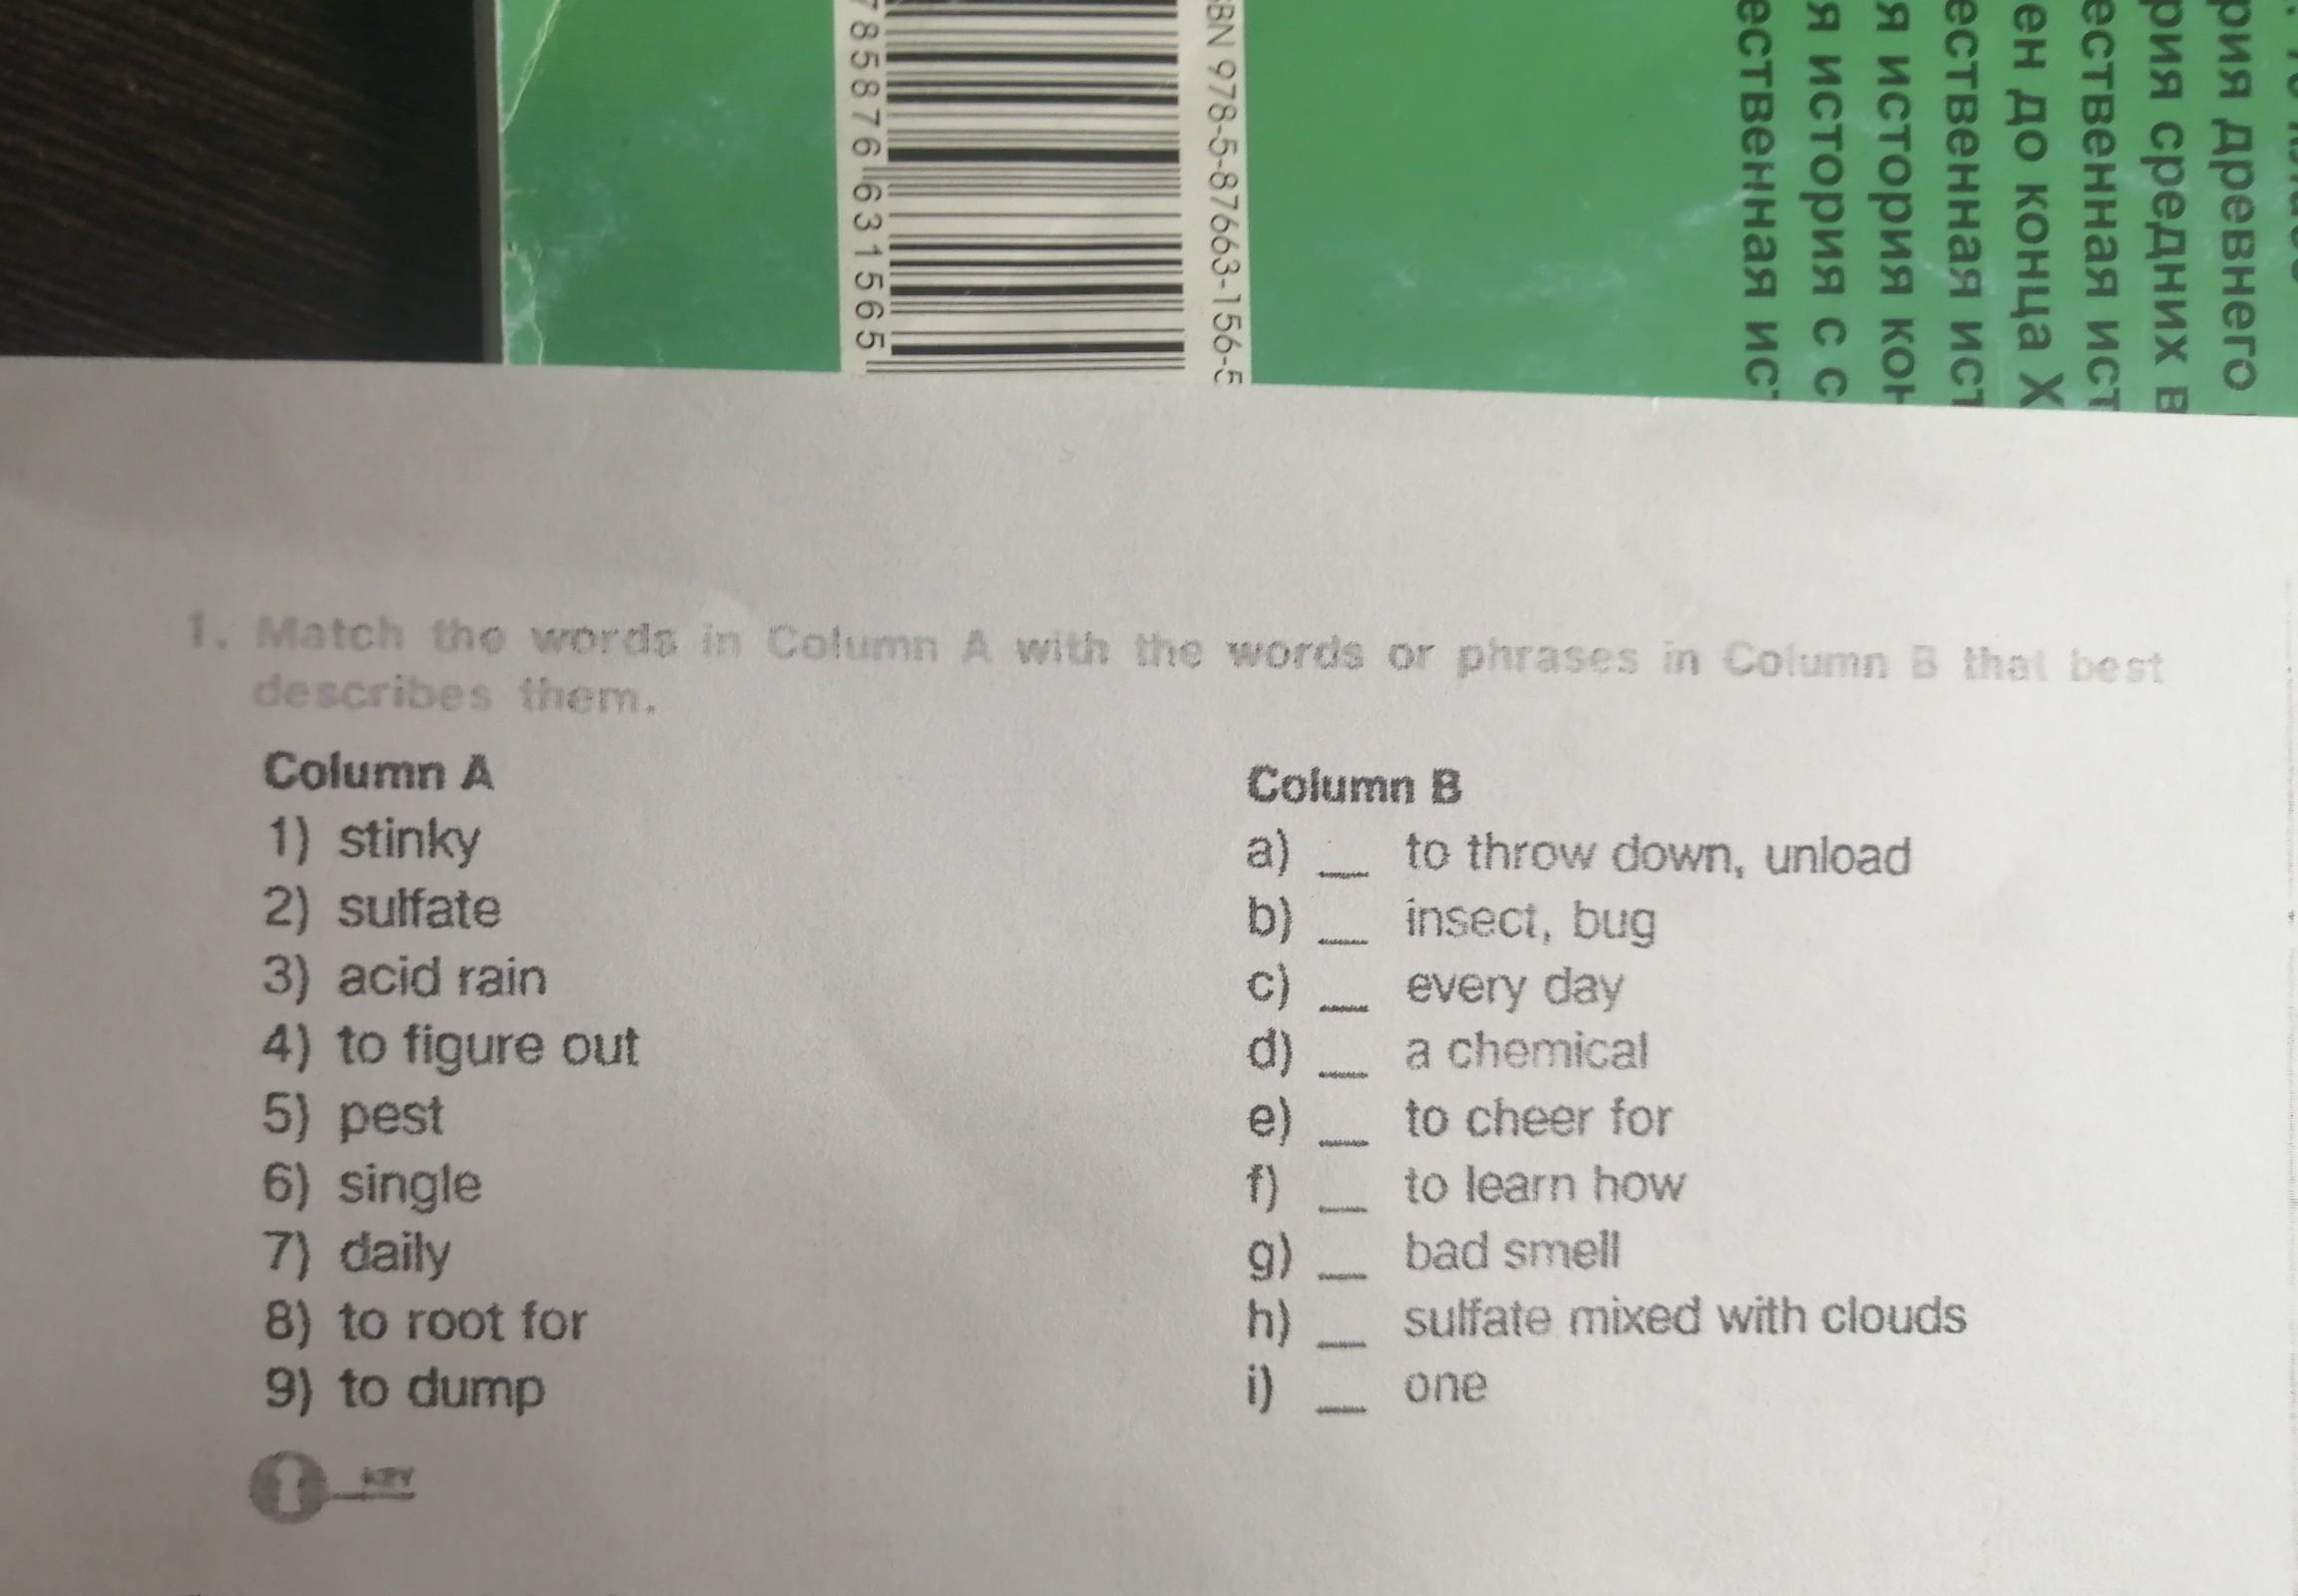 785876 631565
BN 978-5-87663-156-5
рия древнего
рия средних в
ественная ист
ен до конца X
ественная ист
я история кон
я история с с
ественная ист
1. Match the words in Column A with the words or phrases in Column B that best
describes them.
Column A
1) stinky
2) sulfate
3) acid rain
4) to figure out
5) pest
6) single
7) daily
8) to root for
9) to dump
KEY
Column B
a) __ to throw down, unload
b) __ insect, bug
c) __ every day
d) __ a chemical
e) __ to cheer for
f) __ to learn how
g) __ bad smell
h) __ sulfate mixed with clouds
i) __ one